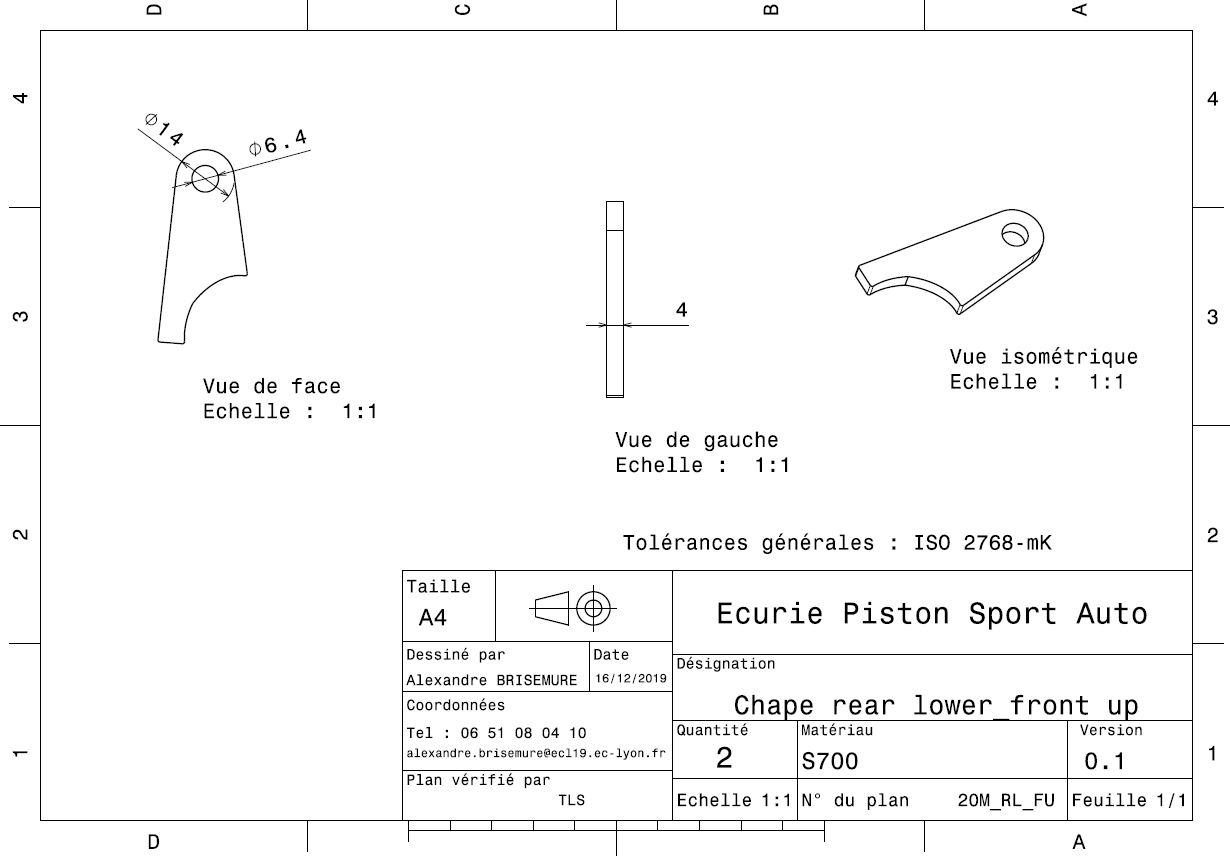 D C B A
4 4
Ø14
Ø6.4
3 3
4
Vue de face
Echelle : 1:1
Vue de gauche
Echelle : 1:1
Vue isométrique
Echelle : 1:1
2 2
Tolérances générales : ISO 2768-mK
Taille
A4
Ecurie Piston Sport Auto
Dessiné par
Alexandre BRISEMURE
Date
16/12/2019
Désignation
Chape rear lower_front up
Coordonnées
Tel : 06 51 08 04 10
alexandre.brisemure@ecl19.ec-lyon.fr
Quantité
2
Matériau
S700
Version
0.1
1 1
Plan vérifié par
TLS
Echelle 1:1
N° du plan 20M_RL_FU
Feuille 1/1
D A